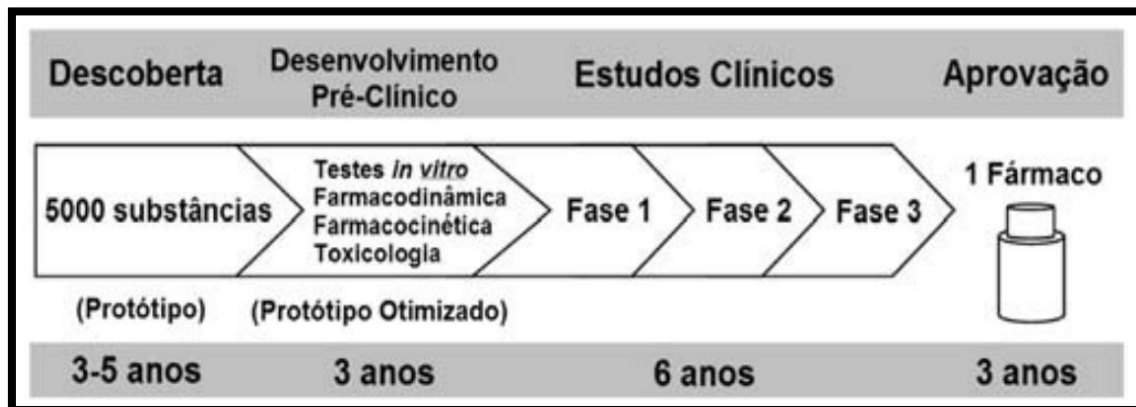 Descoberta
Desenvolvimento
Pré-Clínico
Estudos Clínicos
Aprovação
5000 substâncias
Testes in vitro
Farmacodinâmica
Farmacocinética
Toxicologia
Fase 1
Fase 2
Fase 3
1 Fármaco
(Protótipo)
(Protótipo Otimizado)
3-5 anos
3 anos
6 anos
3 anos